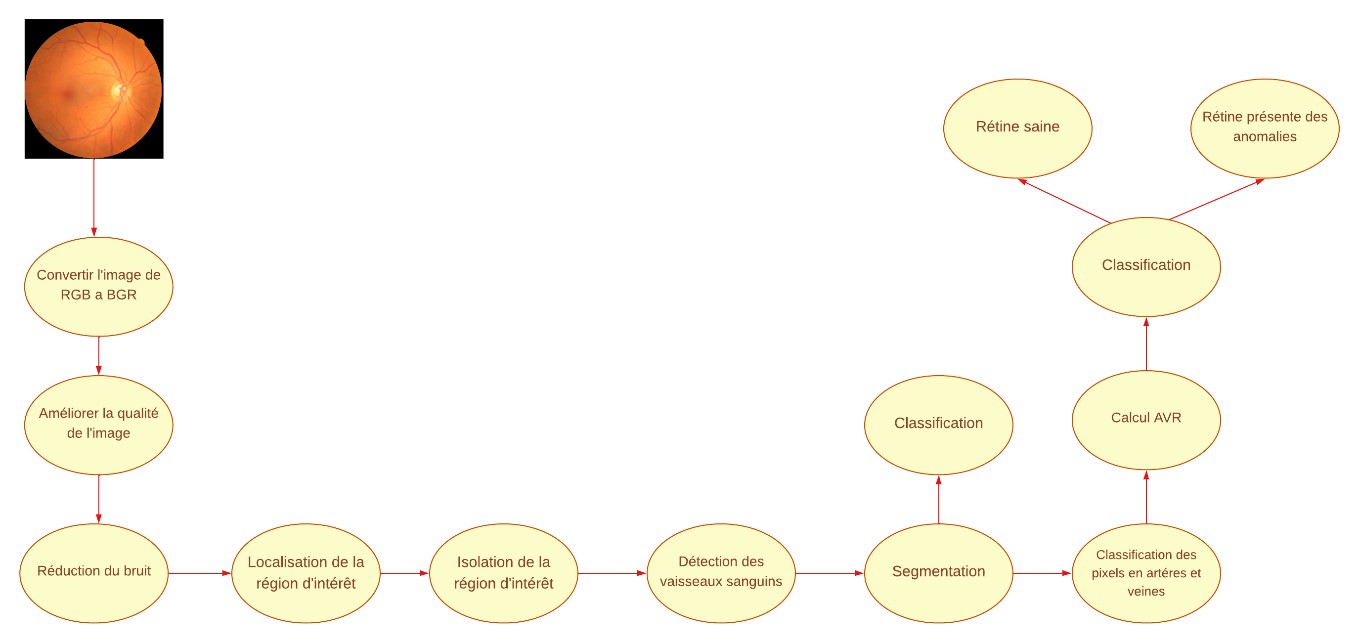 Convertir l'image de
RGB a BGR
Améliorer la qualité
de l'image
Réduction du bruit
Localisation de la
région d'intérêt
Isolation de la
région d'intérêt
Détection des
vaisseaux sanguins
Segmentation
Classification
Classification des
pixels en artéres et
veines
Calcul AVR
Classification
Rétine saine
Rétine présente des
anomalies